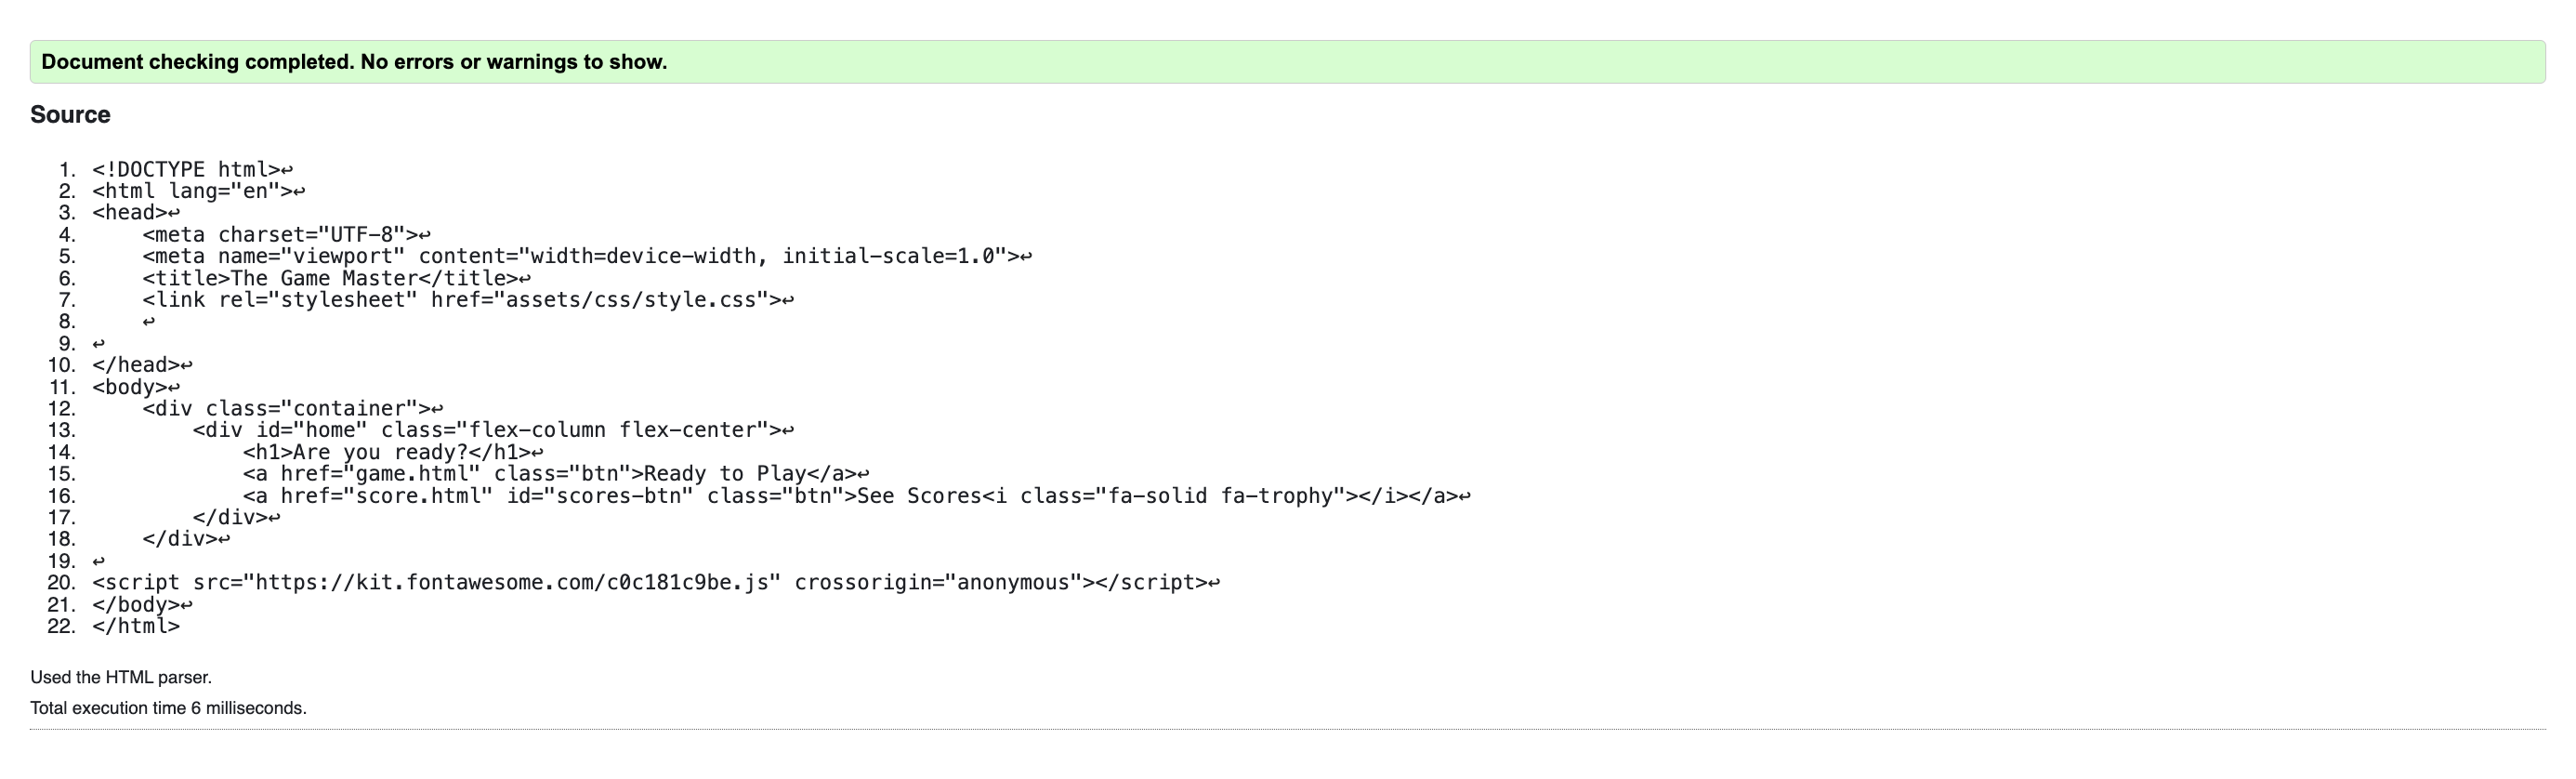 Document checking completed. No errors or warnings to show.
Source
1. <!DOCTYPE html>↩
2. <html lang="en">↩
3. <head>↩
4.     <meta charset="UTF-8">↩
5.     <meta name="viewport" content="width=device-width, initial-scale=1.0">↩
6.     <title>The Game Master</title>↩
7.     <link rel="stylesheet" href="assets/css/style.css">↩
8.     ↩
9. ↩
10. </head>↩
11. <body>↩
12.     <div class="container">↩
13.         <div id="home" class="flex-column flex-center">↩
14.             <h1>Are you ready?</h1>↩
15.             <a href="game.html" class="btn">Ready to Play</a>↩
16.             <a href="score.html" id="scores-btn" class="btn">See Scores<i class="fa-solid fa-trophy"></i></a>↩
17.         </div>↩
18.     </div>↩
19. ↩
20. <script src="https://kit.fontawesome.com/c0c181c9be.js" crossorigin="anonymous"></script>↩
21. </body>↩
22. </html>
Used the HTML parser.
Total execution time 6 milliseconds.